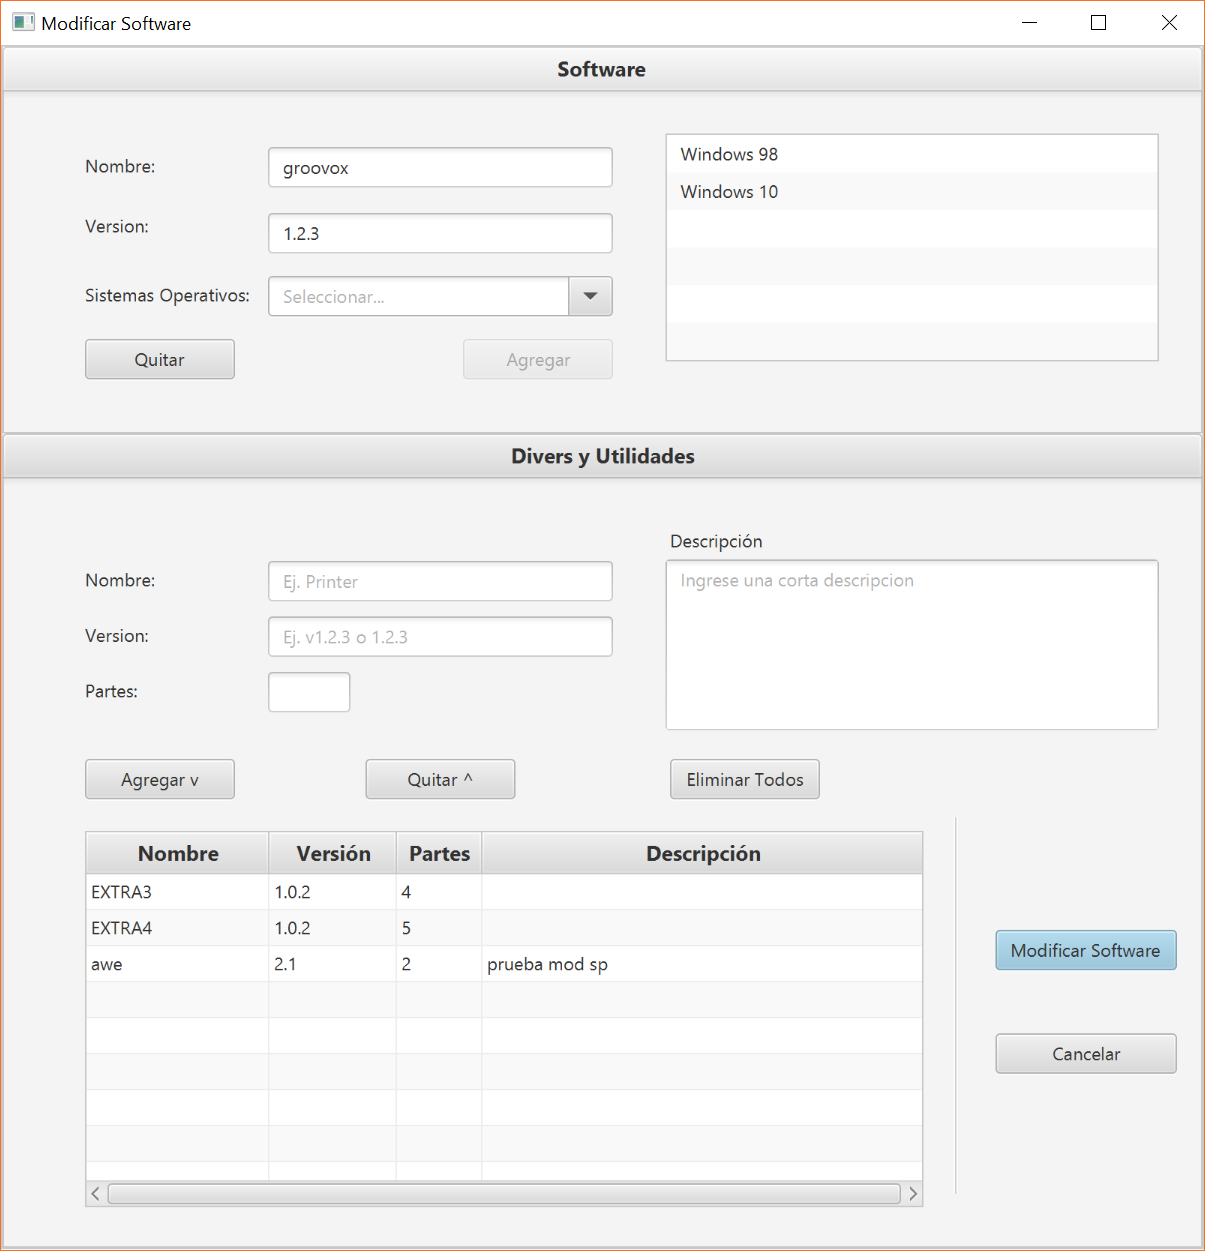 Modificar Software
Software
Nombre:
groovox
Version:
1.2.3
Sistemas Operativos:
Seleccionar...
Quitar
Agregar
Windows 98
Windows 10
Divers y Utilidades
Nombre:
Ej. Printer
Version:
Ej. v1.2.3 o 1.2.3
Partes:
Descripción
Ingrese una corta descripcion
Agregar v
Quitar ^
Eliminar Todos
Nombre Versión Partes Descripción
EXTRA3 1.0.2 4
EXTRA4 1.0.2 5
awe 2.1 2 prueba mod sp
Modificar Software
Cancelar